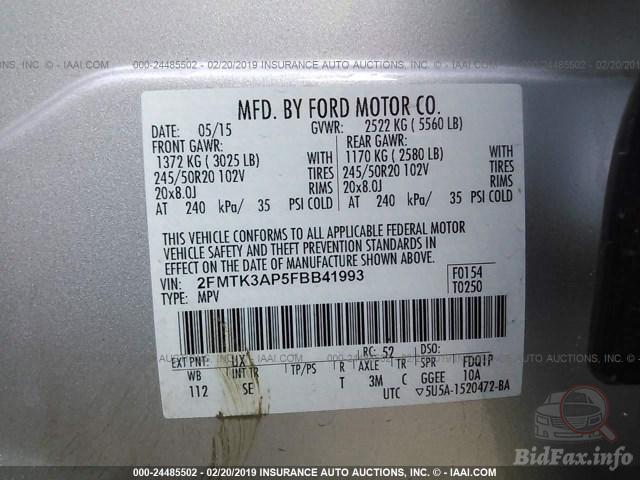 000-24485502 - 02/20/2019 INSURANCE AUTO AUCTIONS, INC. - IAAI.COM
MFD. BY FORD MOTOR CO.
DATE: 05/15 GVWR: 2522 KG ( 5560 LB)
FRONT GAWR: REAR GAWR:
1372 KG ( 3025 LB) WITH 1170 KG ( 2580 LB) WITH
245/50R20 102V TIRES 245/50R20 102V TIRES
20x8.0J RIMS 20x8.0J RIMS
AT 240 kPa/ 35 PSI COLD AT 240 kPa/ 35 PSI COLD
THIS VEHICLE CONFORMS TO ALL APPLICABLE FEDERAL MOTOR
VEHICLE SAFETY AND THEFT PREVENTION STANDARDS IN
EFFECT ON THE DATE OF MANUFACTURE SHOWN ABOVE.
VIN: 2FMTK3AP5FBB41993 F0154
TYPE: MPV T0250
EXT PNT: UX RC: 52 DSO: FDQIP
WB INT TR TP/PS R AXLE TR SPR 10A
112 SE T 3M C GGEE
UTC ▽5U5A-1520472-BA
000-24485502 - 02/20/2019 INSURANCE AUTO AUCTIONS, INC. - IAAI.COM
BidFax.info